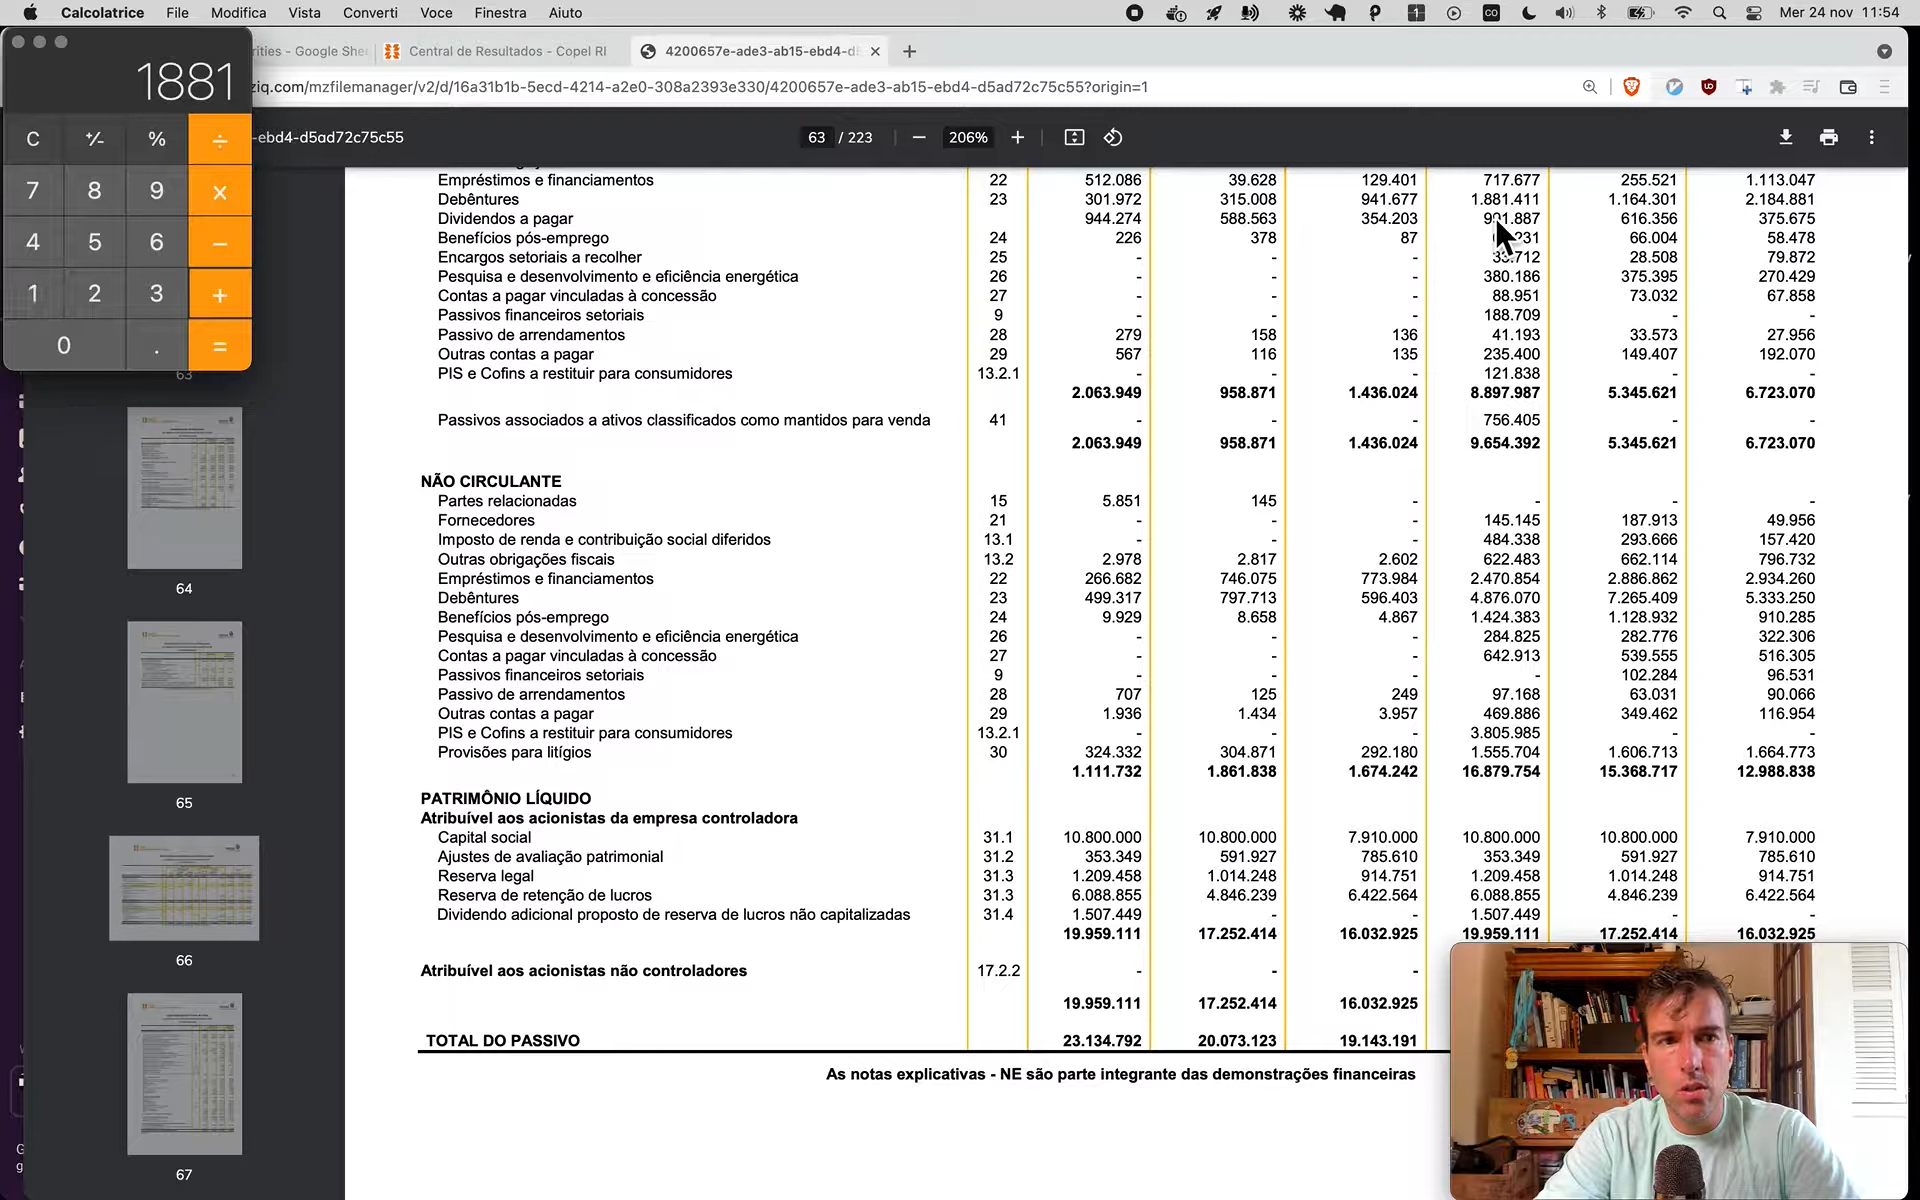 Calcolatrice File Modifica Vista Converti Voce Finestra Aiuto Mer 24 nov 11:54
rities - Google She Central de Resultados - Copel RI 4200657e-ade3-ab15-ebd4-d5
1881
ziq.com/mzfilemanager/v2/d/16a31b1b-5ecd-4214-a2e0-308a2393e330/4200657e-ade3-ab15-ebd4-d5ad72c75c55?origin=1
C +/- % ÷
-ebd4-d5ad72c75c55 63 / 223 − 206% +
7 8 9 x
4 5 6 −
1 2 3 +
0 . =
63
64
65
66
67
Empréstimos e financiamentos 22 512.086 39.628 129.401 717.677 255.521 1.113.047
Debêntures 23 301.972 315.008 941.677 1.881.411 1.164.301 2.184.881
Dividendos a pagar 944.274 588.563 354.203 991.887 616.356 375.675
Benefícios pós-emprego 24 226 378 87 231 66.004 58.478
Encargos setoriais a recolher 25 - - - 33.712 28.508 79.872
Pesquisa e desenvolvimento e eficiência energética 26 - - - 380.186 375.395 270.429
Contas a pagar vinculadas à concessão 27 - - - 88.951 73.032 67.858
Passivos financeiros setoriais 9 - - - 188.709 - -
Passivo de arrendamentos 28 279 158 136 41.193 33.573 27.956
Outras contas a pagar 29 567 116 135 235.400 149.407 192.070
PIS e Cofins a restituir para consumidores 13.2.1 - - - 121.838 - -
2.063.949 958.871 1.436.024 8.897.987 5.345.621 6.723.070
Passivos associados a ativos classificados como mantidos para venda 41 - - - 756.405 - -
2.063.949 958.871 1.436.024 9.654.392 5.345.621 6.723.070
NÃO CIRCULANTE
Partes relacionadas 15 5.851 145 - - - -
Fornecedores 21 - - - 145.145 187.913 49.956
Imposto de renda e contribuição social diferidos 13.1 - - - 484.338 293.666 157.420
Outras obrigações fiscais 13.2 2.978 2.817 2.602 622.483 662.114 796.732
Empréstimos e financiamentos 22 266.682 746.075 773.984 2.470.854 2.886.862 2.934.260
Debêntures 23 499.317 797.713 596.403 4.876.070 7.265.409 5.333.250
Benefícios pós-emprego 24 9.929 8.658 4.867 1.424.383 1.128.932 910.285
Pesquisa e desenvolvimento e eficiência energética 26 - - - 284.825 282.776 322.306
Contas a pagar vinculadas à concessão 27 - - - 642.913 539.555 516.305
Passivos financeiros setoriais 9 - - - - 102.284 96.531
Passivo de arrendamentos 28 707 125 249 97.168 63.031 90.066
Outras contas a pagar 29 1.936 1.434 3.957 469.886 349.462 116.954
PIS e Cofins a restituir para consumidores 13.2.1 - - - 3.805.985 - -
Provisões para litígios 30 324.332 304.871 292.180 1.555.704 1.606.713 1.664.773
1.111.732 1.861.838 1.674.242 16.879.754 15.368.717 12.988.838
PATRIMÔNIO LÍQUIDO
Atribuível aos acionistas da empresa controladora
Capital social 31.1 10.800.000 10.800.000 7.910.000 10.800.000 10.800.000 7.910.000
Ajustes de avaliação patrimonial 31.2 353.349 591.927 785.610 353.349 591.927 785.610
Reserva legal 31.3 1.209.458 1.014.248 914.751 1.209.458 1.014.248 914.751
Reserva de retenção de lucros 31.3 6.088.855 4.846.239 6.422.564 6.088.855 4.846.239 6.422.564
Dividendo adicional proposto de reserva de lucros não capitalizadas 31.4 1.507.449 - - 1.507.449 - -
19.959.111 17.252.414 16.032.925 19.959.111 17.252.414 16.032.925
Atribuível aos acionistas não controladores 17.2.2 - - -
19.959.111 17.252.414 16.032.925
TOTAL DO PASSIVO 23.134.792 20.073.123 19.143.191
As notas explicativas - NE são parte integrante das demonstrações financeiras